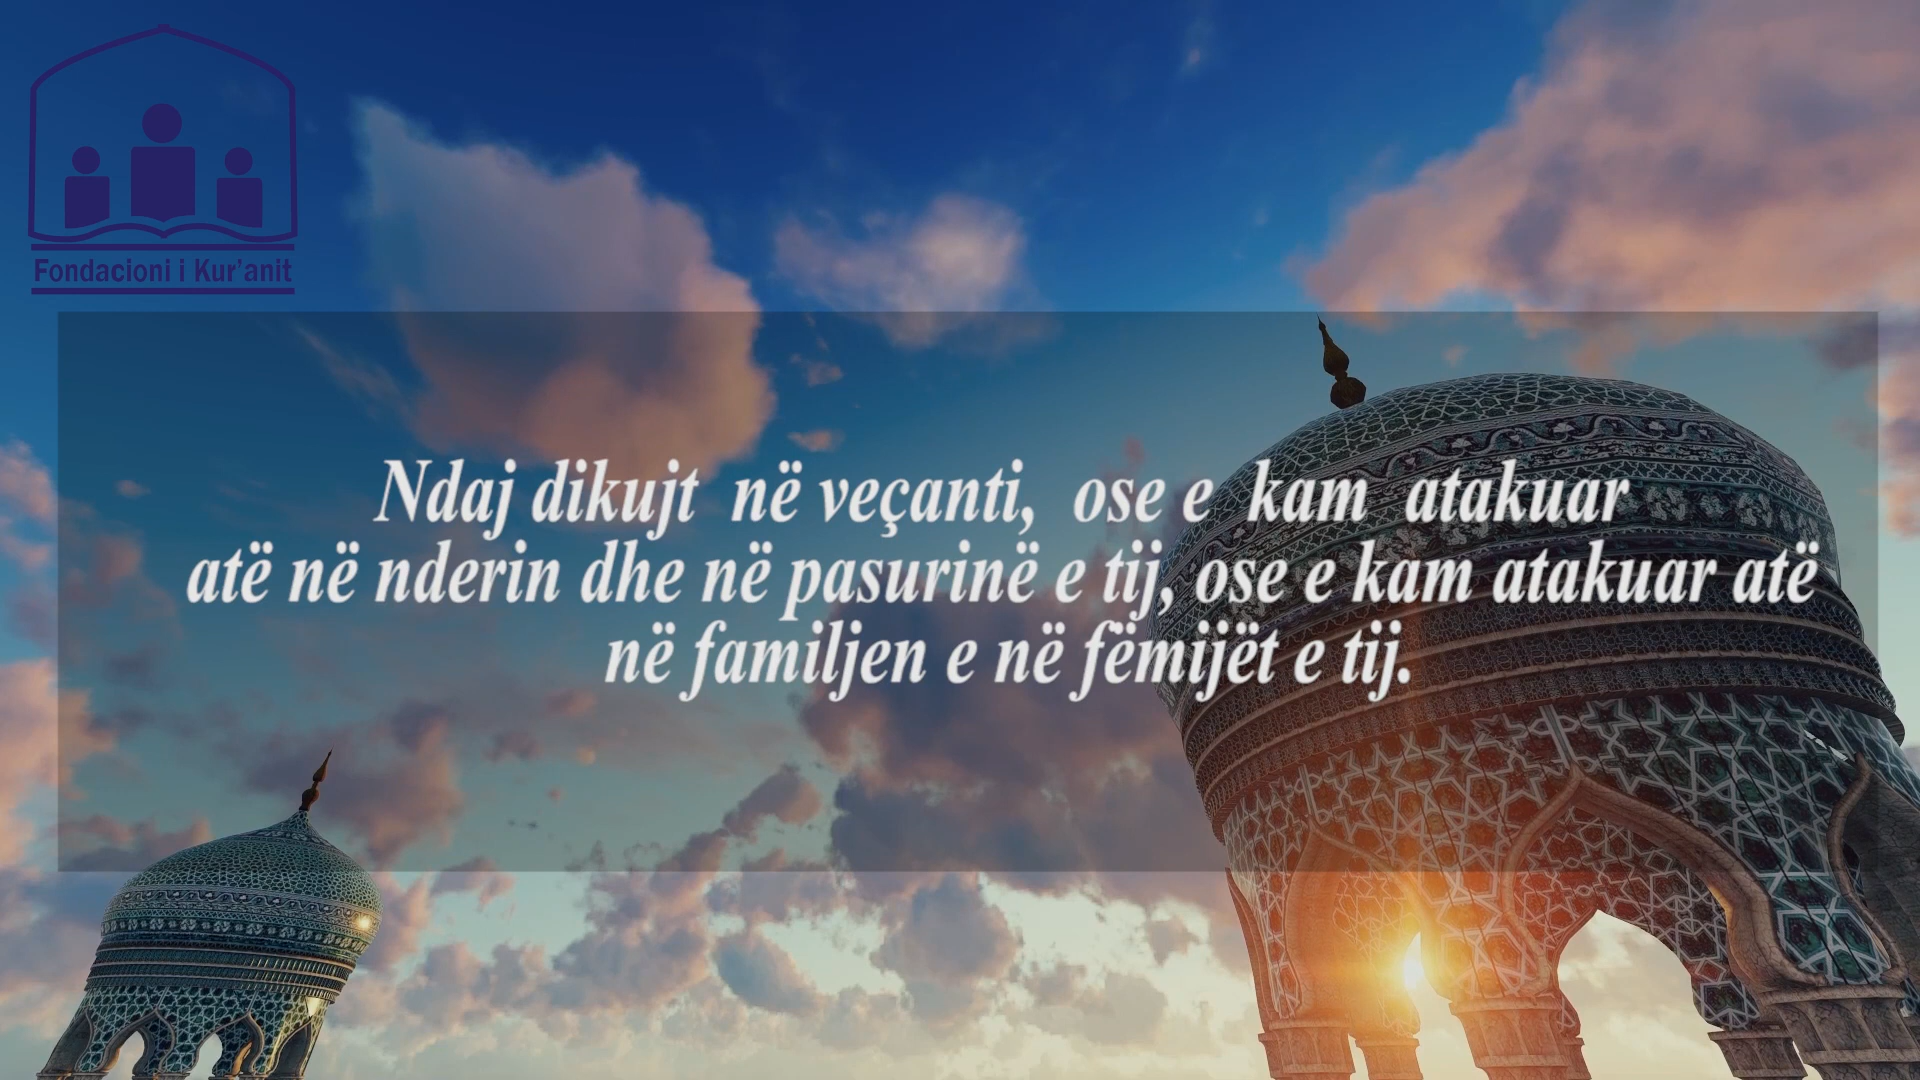 Fondacioni i Kur'anit
Ndaj dikujt në veçanti, ose e kam atakuar
atë në nderin dhe në pasurinë e tij, ose e kam atakuar atë
në familjen e në fëmijët e tij.